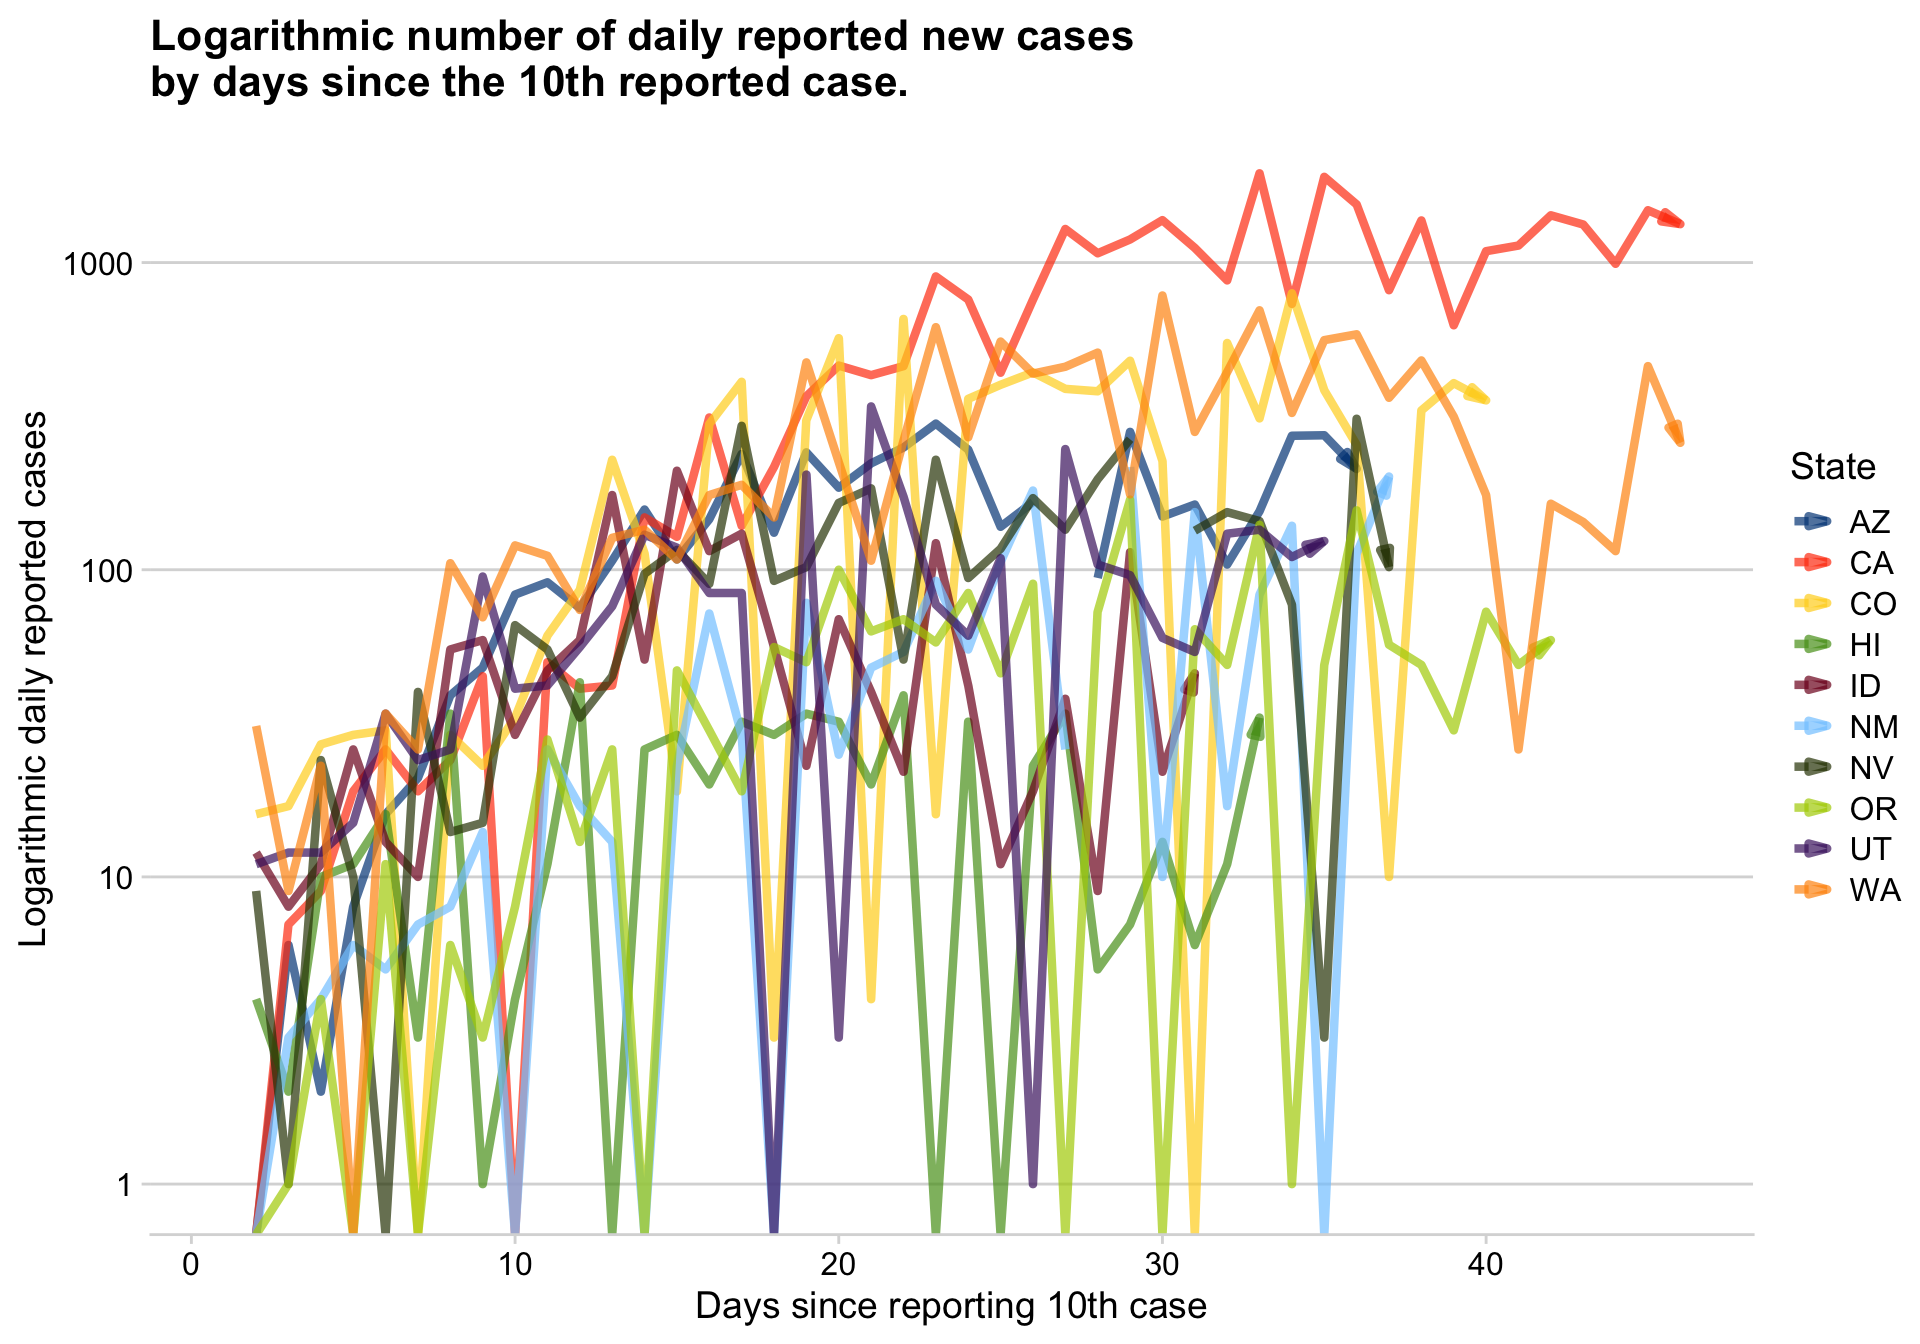 Logarithmic number of daily reported new cases
by days since the 10th reported case.
Logarithmic daily reported cases
1000
100
10
1
0
10
20
30
40
Days since reporting 10th case
State
AZ
CA
CO
HI
ID
NM
NV
OR
UT
WA